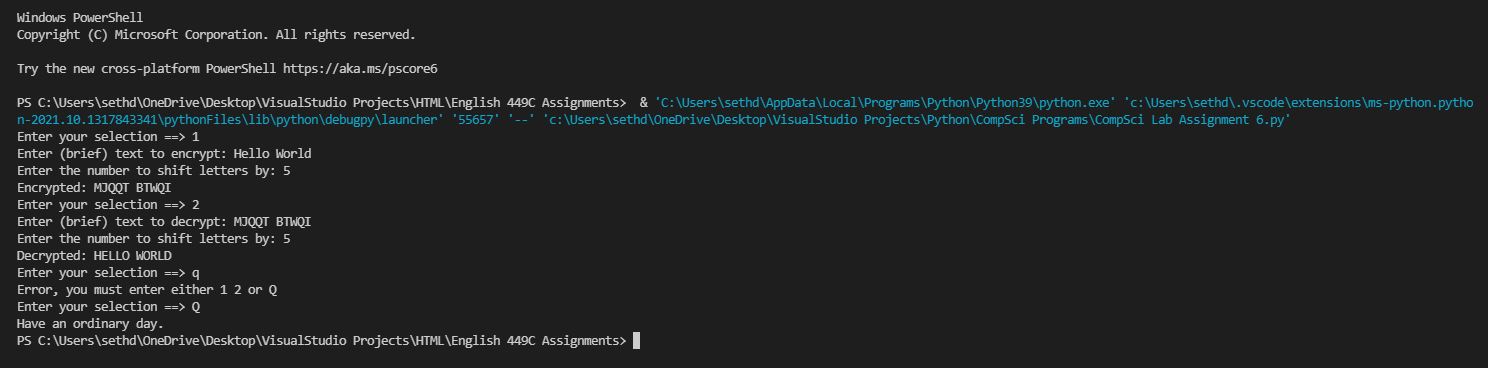 Windows PowerShell
Copyright (C) Microsoft Corporation. All rights reserved.
Try the new cross-platform PowerShell https://aka.ms/pscore6
PS C:\Users\sethd\OneDrive\Desktop\VisualStudio Projects\HTML\English 449C Assignments>  & 'C:\Users\sethd\AppData\Local\Programs\Python\Python39\python.exe' 'c:\Users\sethd\.vscode\extensions\ms-python.pytho
n-2021.10.1317843341\pythonFiles\lib\python\debugpy\launcher' '55657' '--' 'c:\Users\sethd\OneDrive\Desktop\VisualStudio Projects\Python\CompSci Programs\CompSci Lab Assignment 6.py'
Enter your selection ==> 1
Enter (brief) text to encrypt: Hello World
Enter the number to shift letters by: 5
Encrypted: MJQQT BTWQI
Enter your selection ==> 2
Enter (brief) text to decrypt: MJQQT BTWQI
Enter the number to shift letters by: 5
Decrypted: HELLO WORLD
Enter your selection ==> q
Error, you must enter either 1 2 or Q
Enter your selection ==> Q
Have an ordinary day.
PS C:\Users\sethd\OneDrive\Desktop\VisualStudio Projects\HTML\English 449C Assignments>